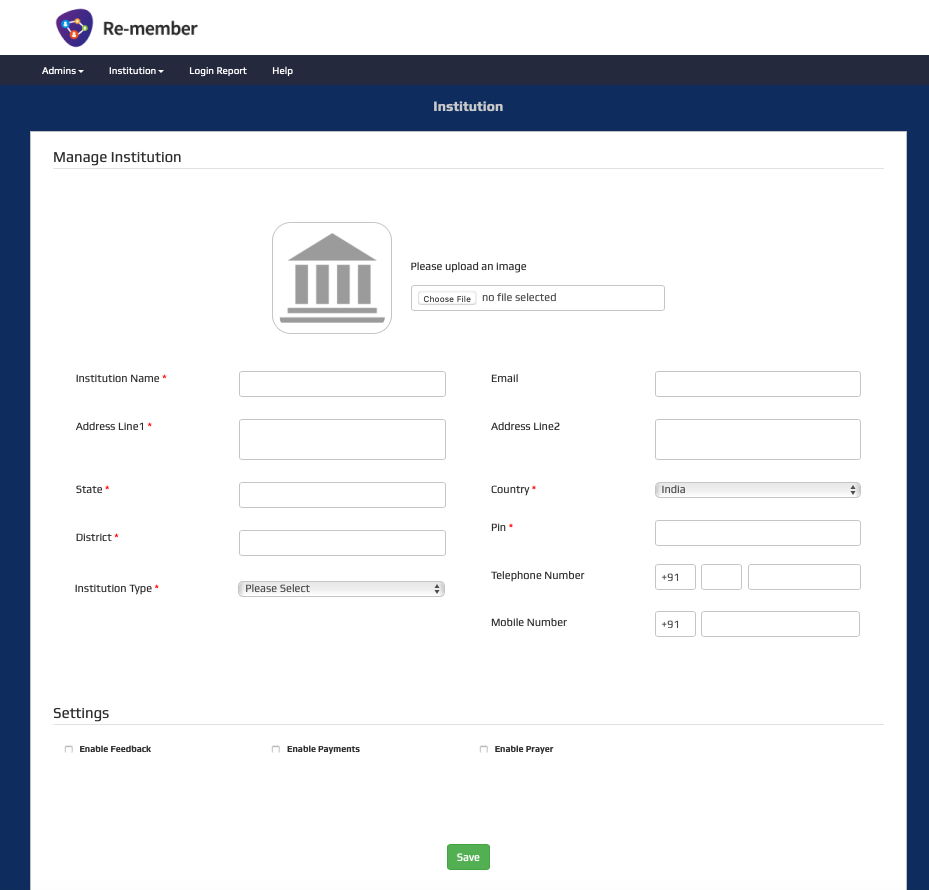 Re-member
Admins Institution Login Report Help
Institution
Manage Institution
Please upload an image
Choose File no file selected
Institution Name * Email
Address Line1 * Address Line2
State * Country * India
District * Pin *
Institution Type * Please Select Telephone Number +91
Mobile Number +91
Settings
Enable Feedback Enable Payments Enable Prayer
Save